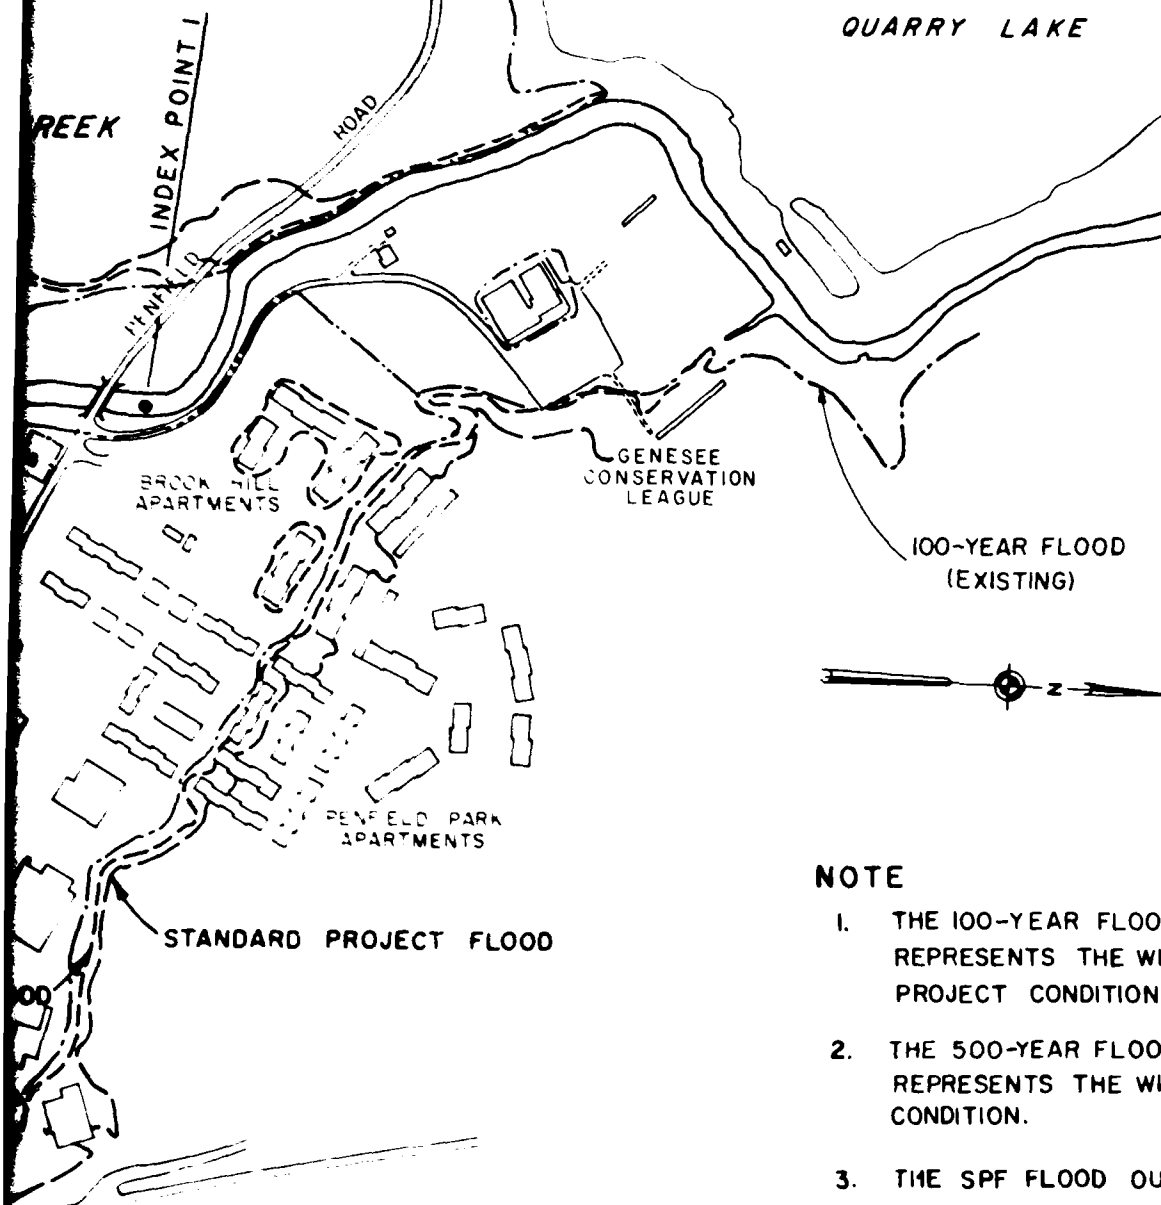 QUARRY LAKE
REEK
INDEX POINT 1
ROAD
PENFIELD
GENESEE
CONSERVATION
LEAGUE
BROOK HILL
APARTMENTS
100-YEAR FLOOD
(EXISTING)
Z
PENFIELD PARK
APARTMENTS
STANDARD PROJECT FLOOD
OOD
NOTE
1. THE 100-YEAR FLOO
REPRESENTS THE WI
PROJECT CONDITION
2. THE 500-YEAR FLOO
REPRESENTS THE WI
CONDITION.
3. THE SPF FLOOD OU